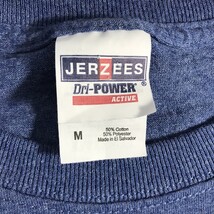 JERZEES
Dri-POWER®
ACTIVE
M
50% Cotton
50% Polyester
Made in El Salvador